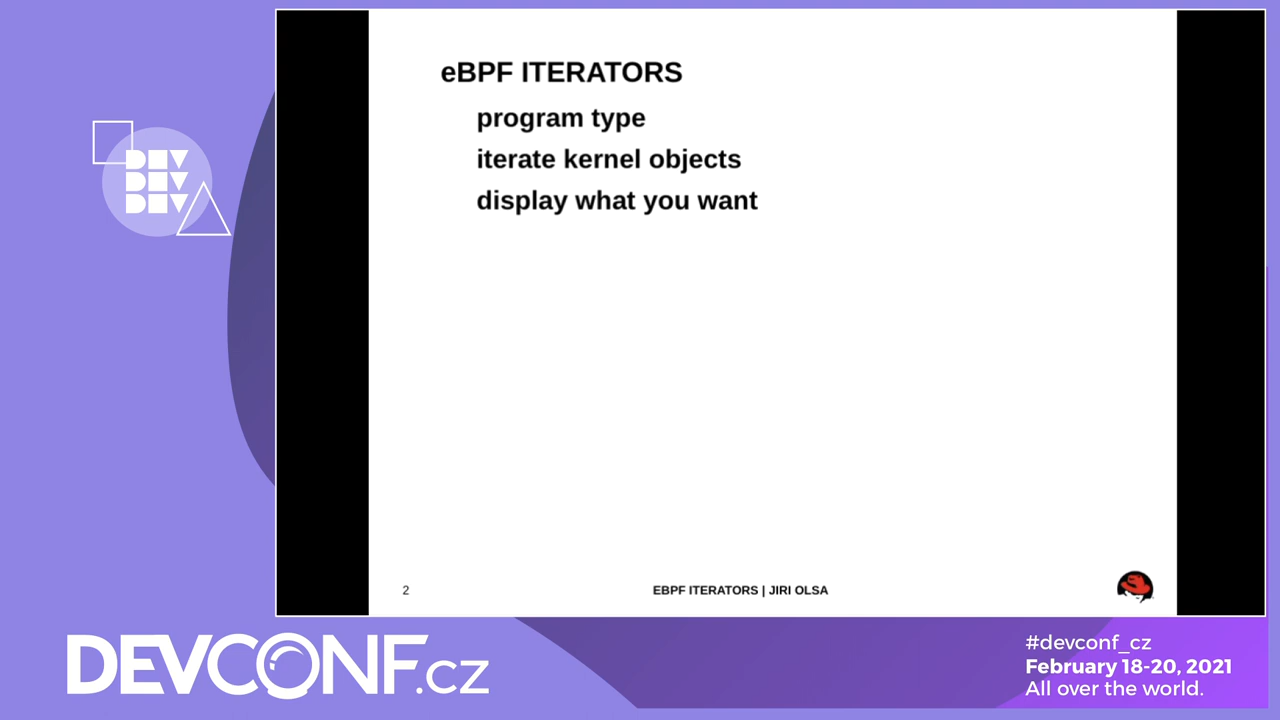 eBPF ITERATORS
program type
iterate kernel objects
display what you want
2
EBPF ITERATORS | JIRI OLSA
DEV
DEV
DEV
DEVCONF.cz
#devconf_cz
February 18-20, 2021
All over the world.